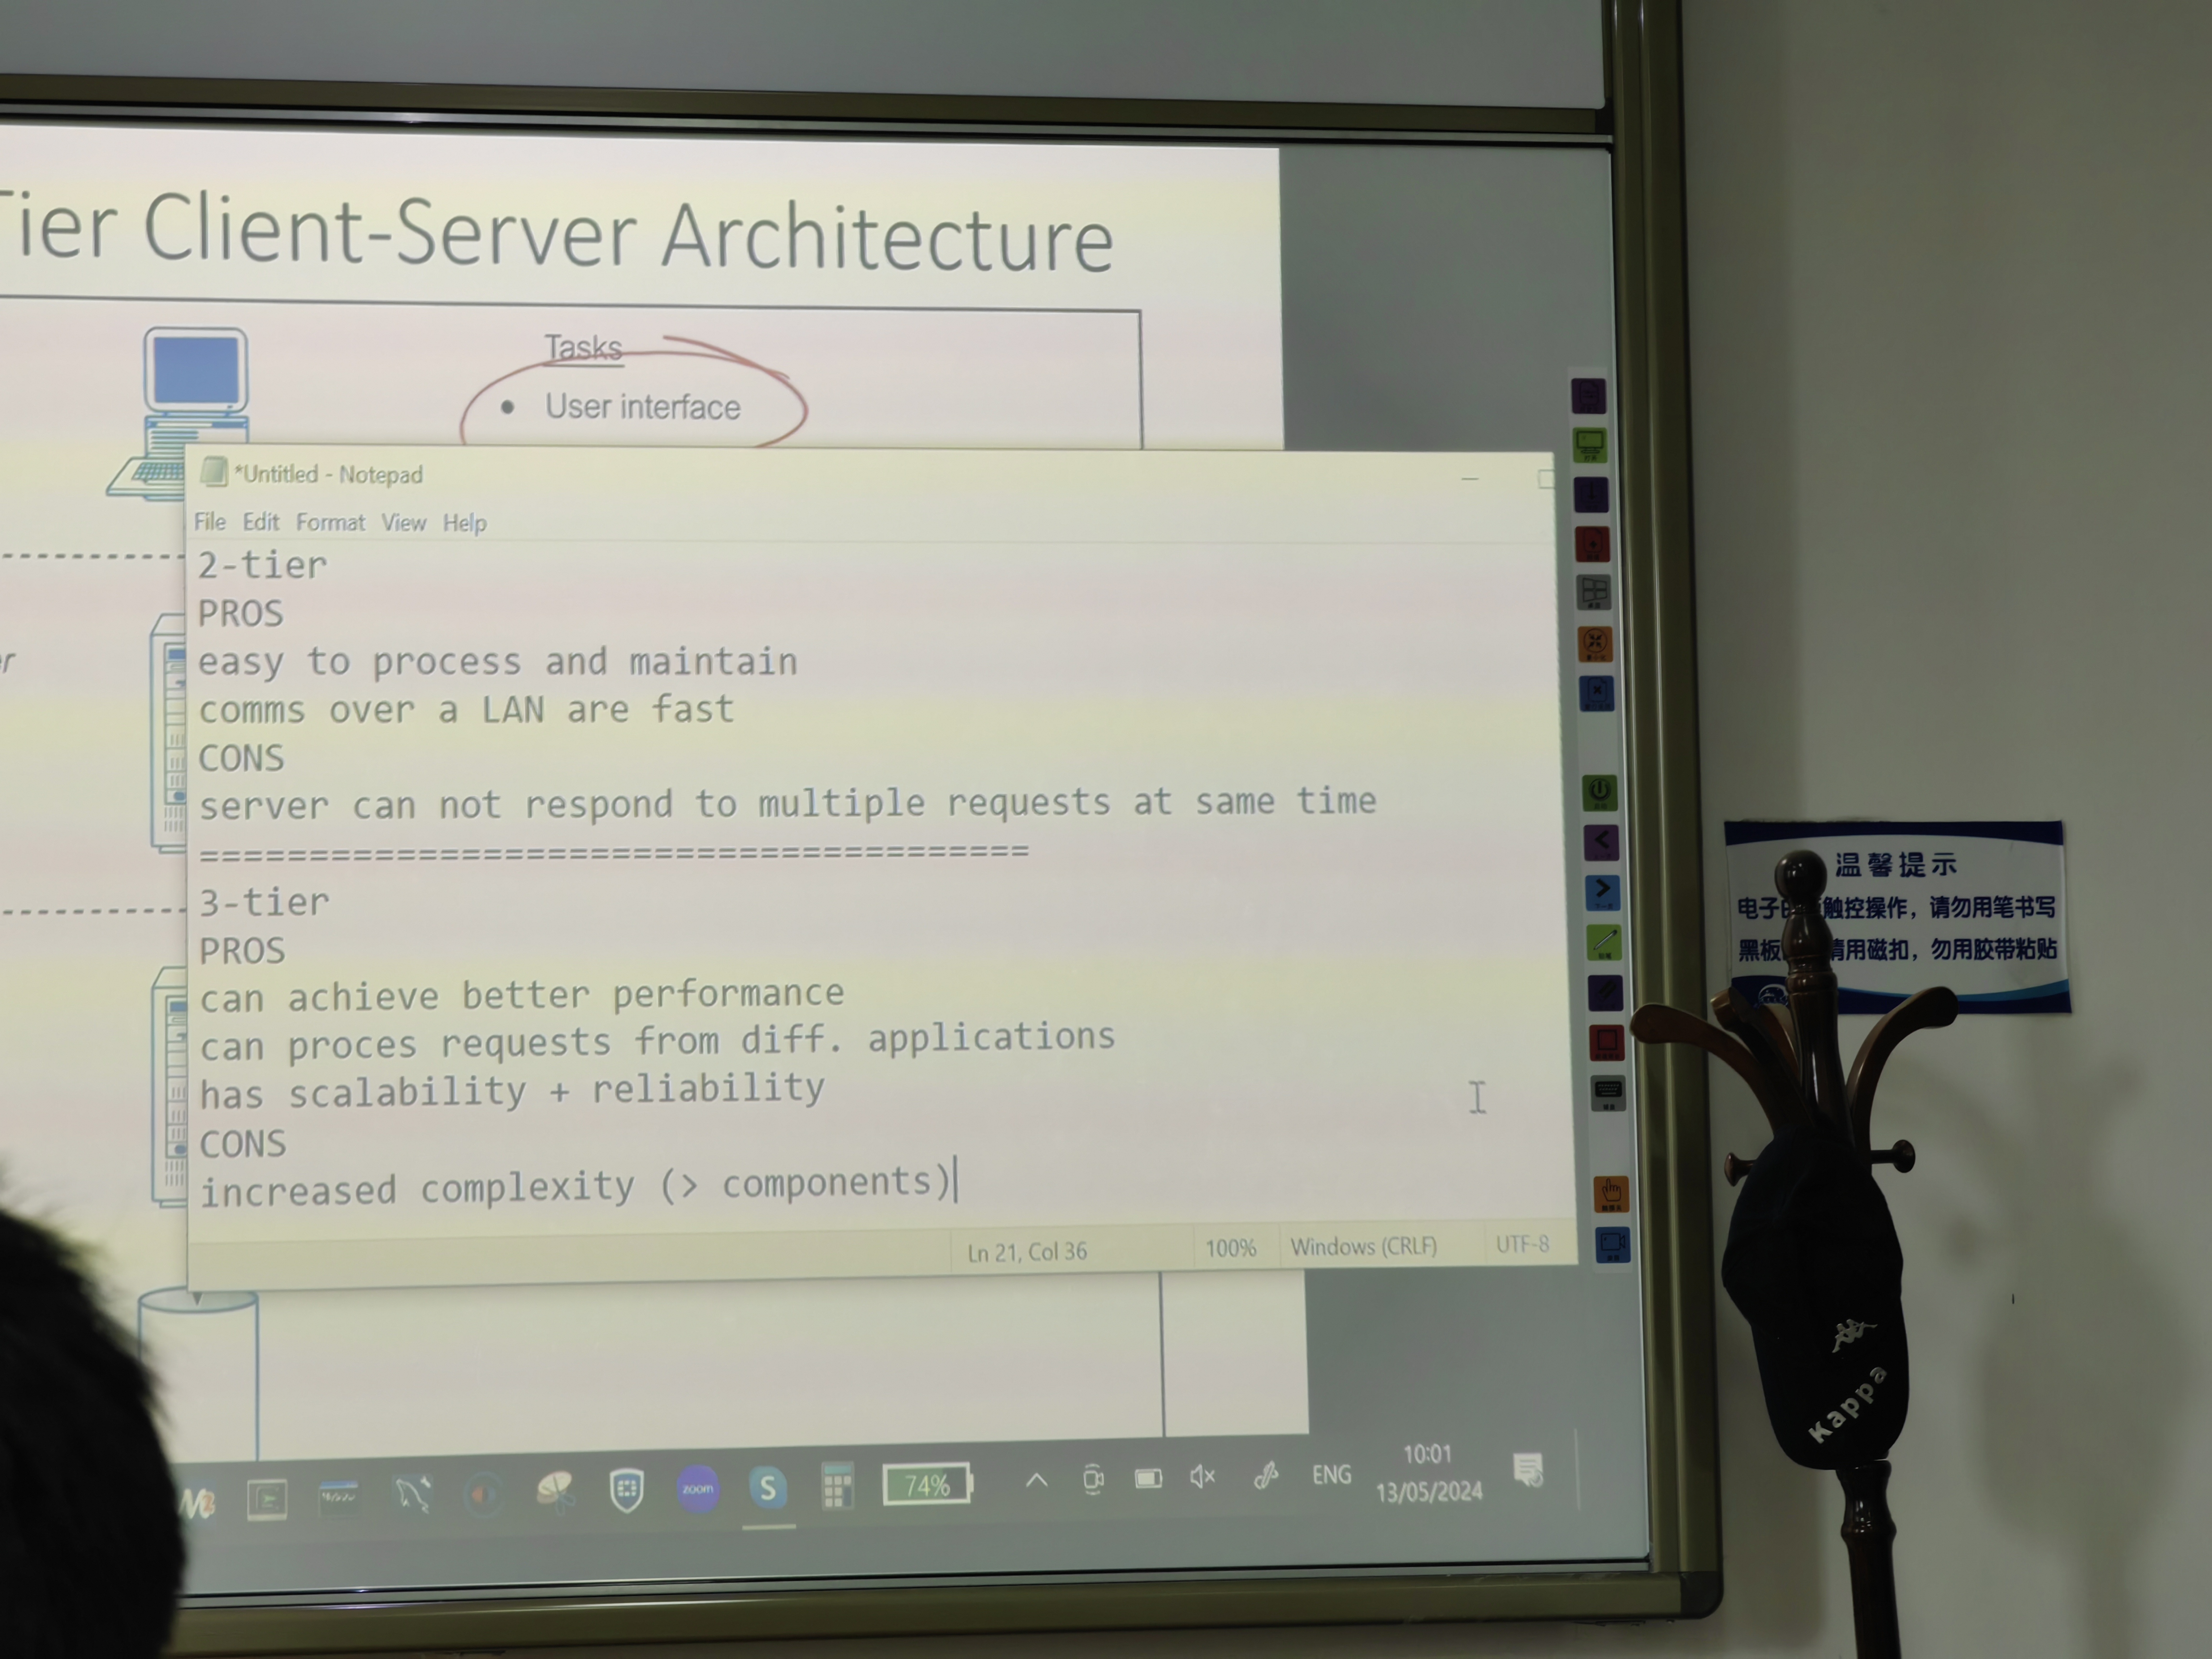 Tier Client-Server Architecture
Tasks
• User interface
*Untitled - Notepad
File Edit Format View Help
2-tier
PROS
easy to process and maintain
comms over a LAN are fast
CONS
server can not respond to multiple requests at same time
======================================
3-tier
PROS
can achieve better performance
can proces requests from diff. applications
has scalability + reliability
CONS
increased complexity (> components)
Ln 21, Col 36
100%
Windows (CRLF)
UTF-8
zoom
S
74%
ENG
10:01
13/05/2024
温馨提示
电子 触控操作，请勿用笔书写
黑板 请用磁扣，勿用胶带粘贴
Kappa